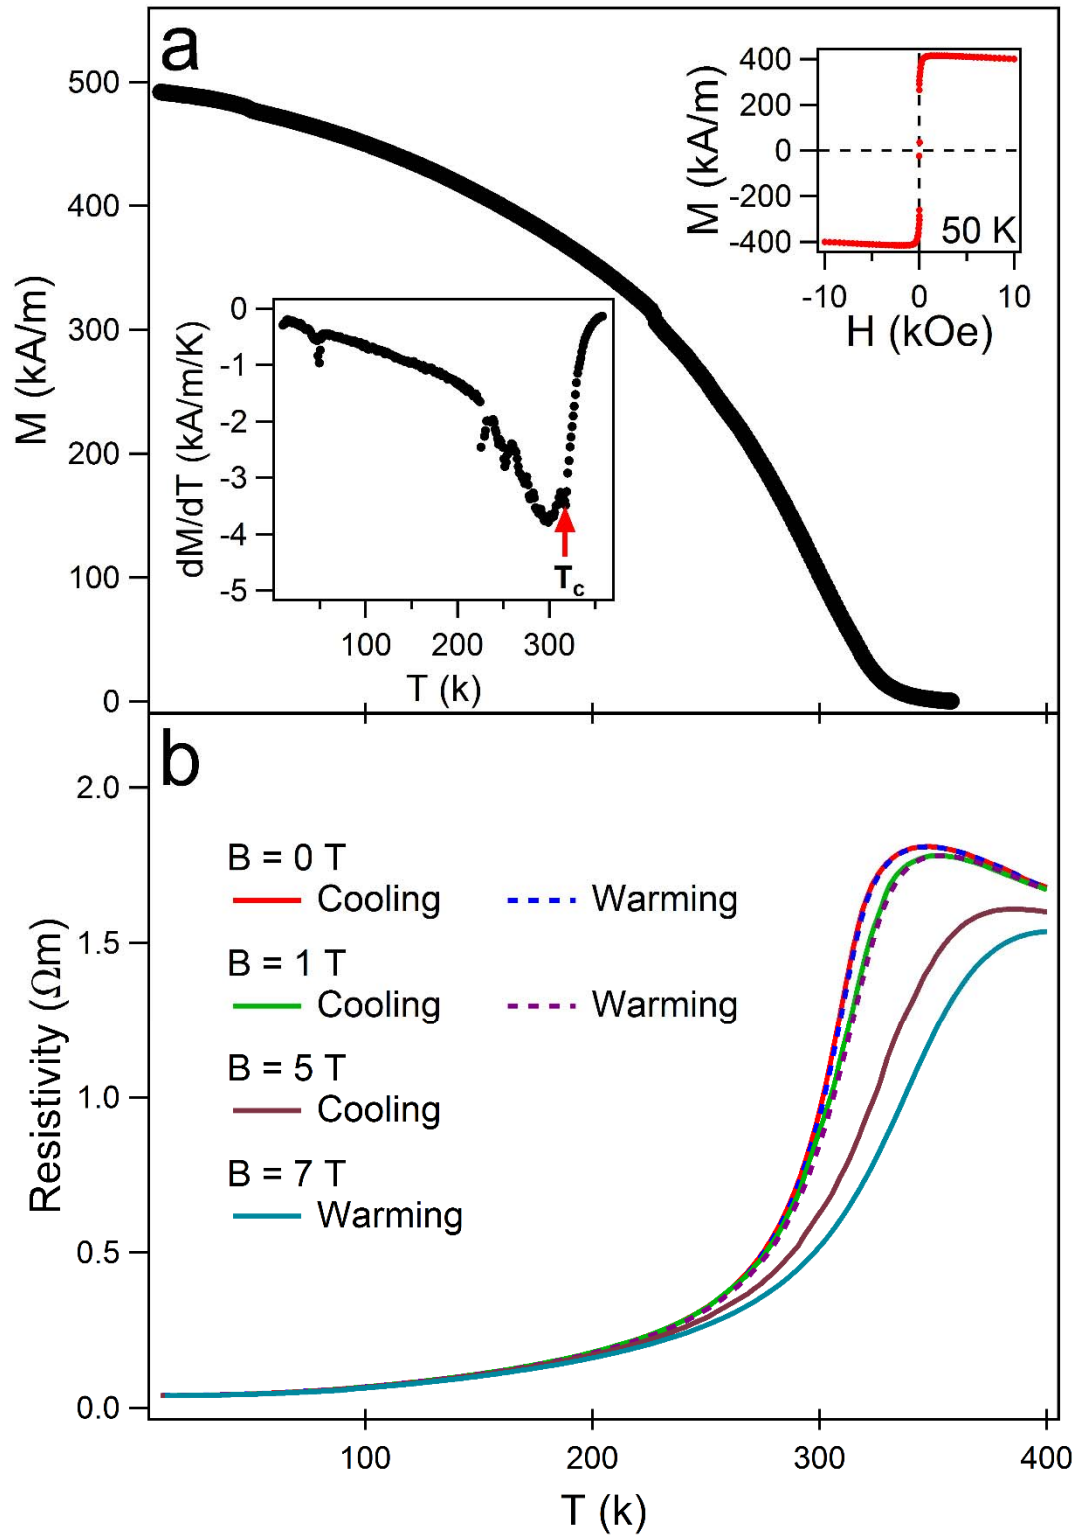 a
M (kA/m)
500
400
300
200
100
0
M (kA/m)
400
200
0
-200
-400
50 K
-10
0
10
H (kOe)
dM/dT (kA/m/K)
0
-1
-2
-3
-4
-5
Tc
100
200
300
T (k)
b
Resistivity (Ωm)
2.0
1.5
1.0
0.5
0.0
B = 0 T
Cooling Warming
B = 1 T
Cooling Warming
B = 5 T
Cooling
B = 7 T
Warming
100 200 300 400
T (k)